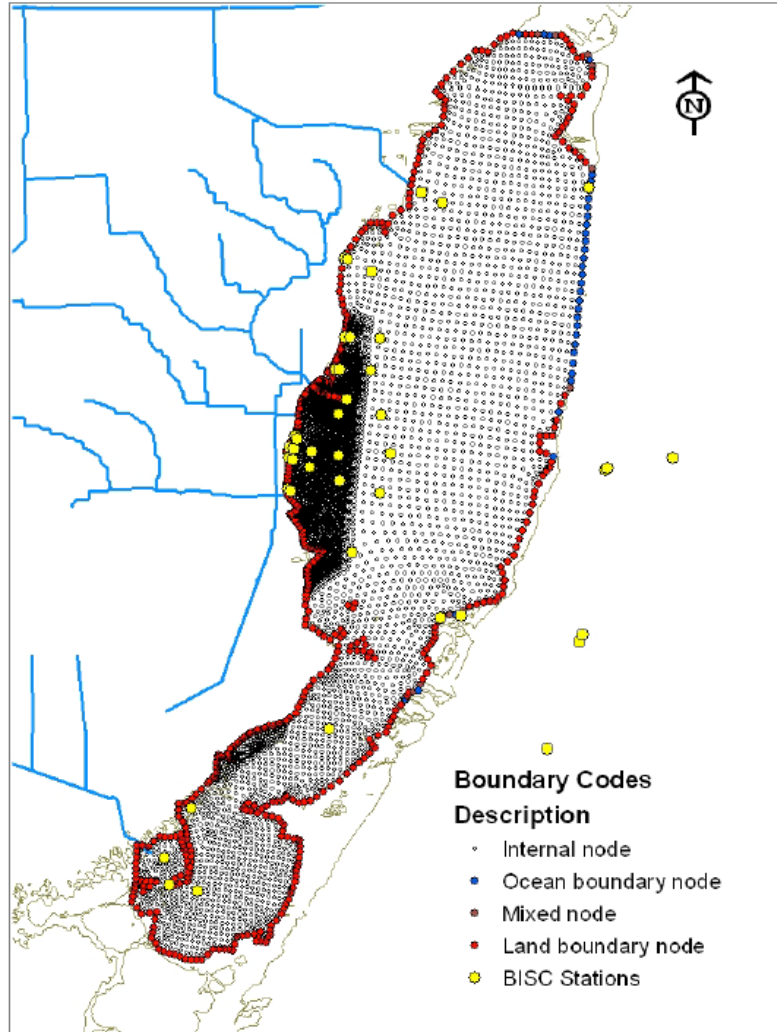 N
Boundary Codes
Description
Internal node
Ocean boundary node
Mixed node
Land boundary node
BISC Stations